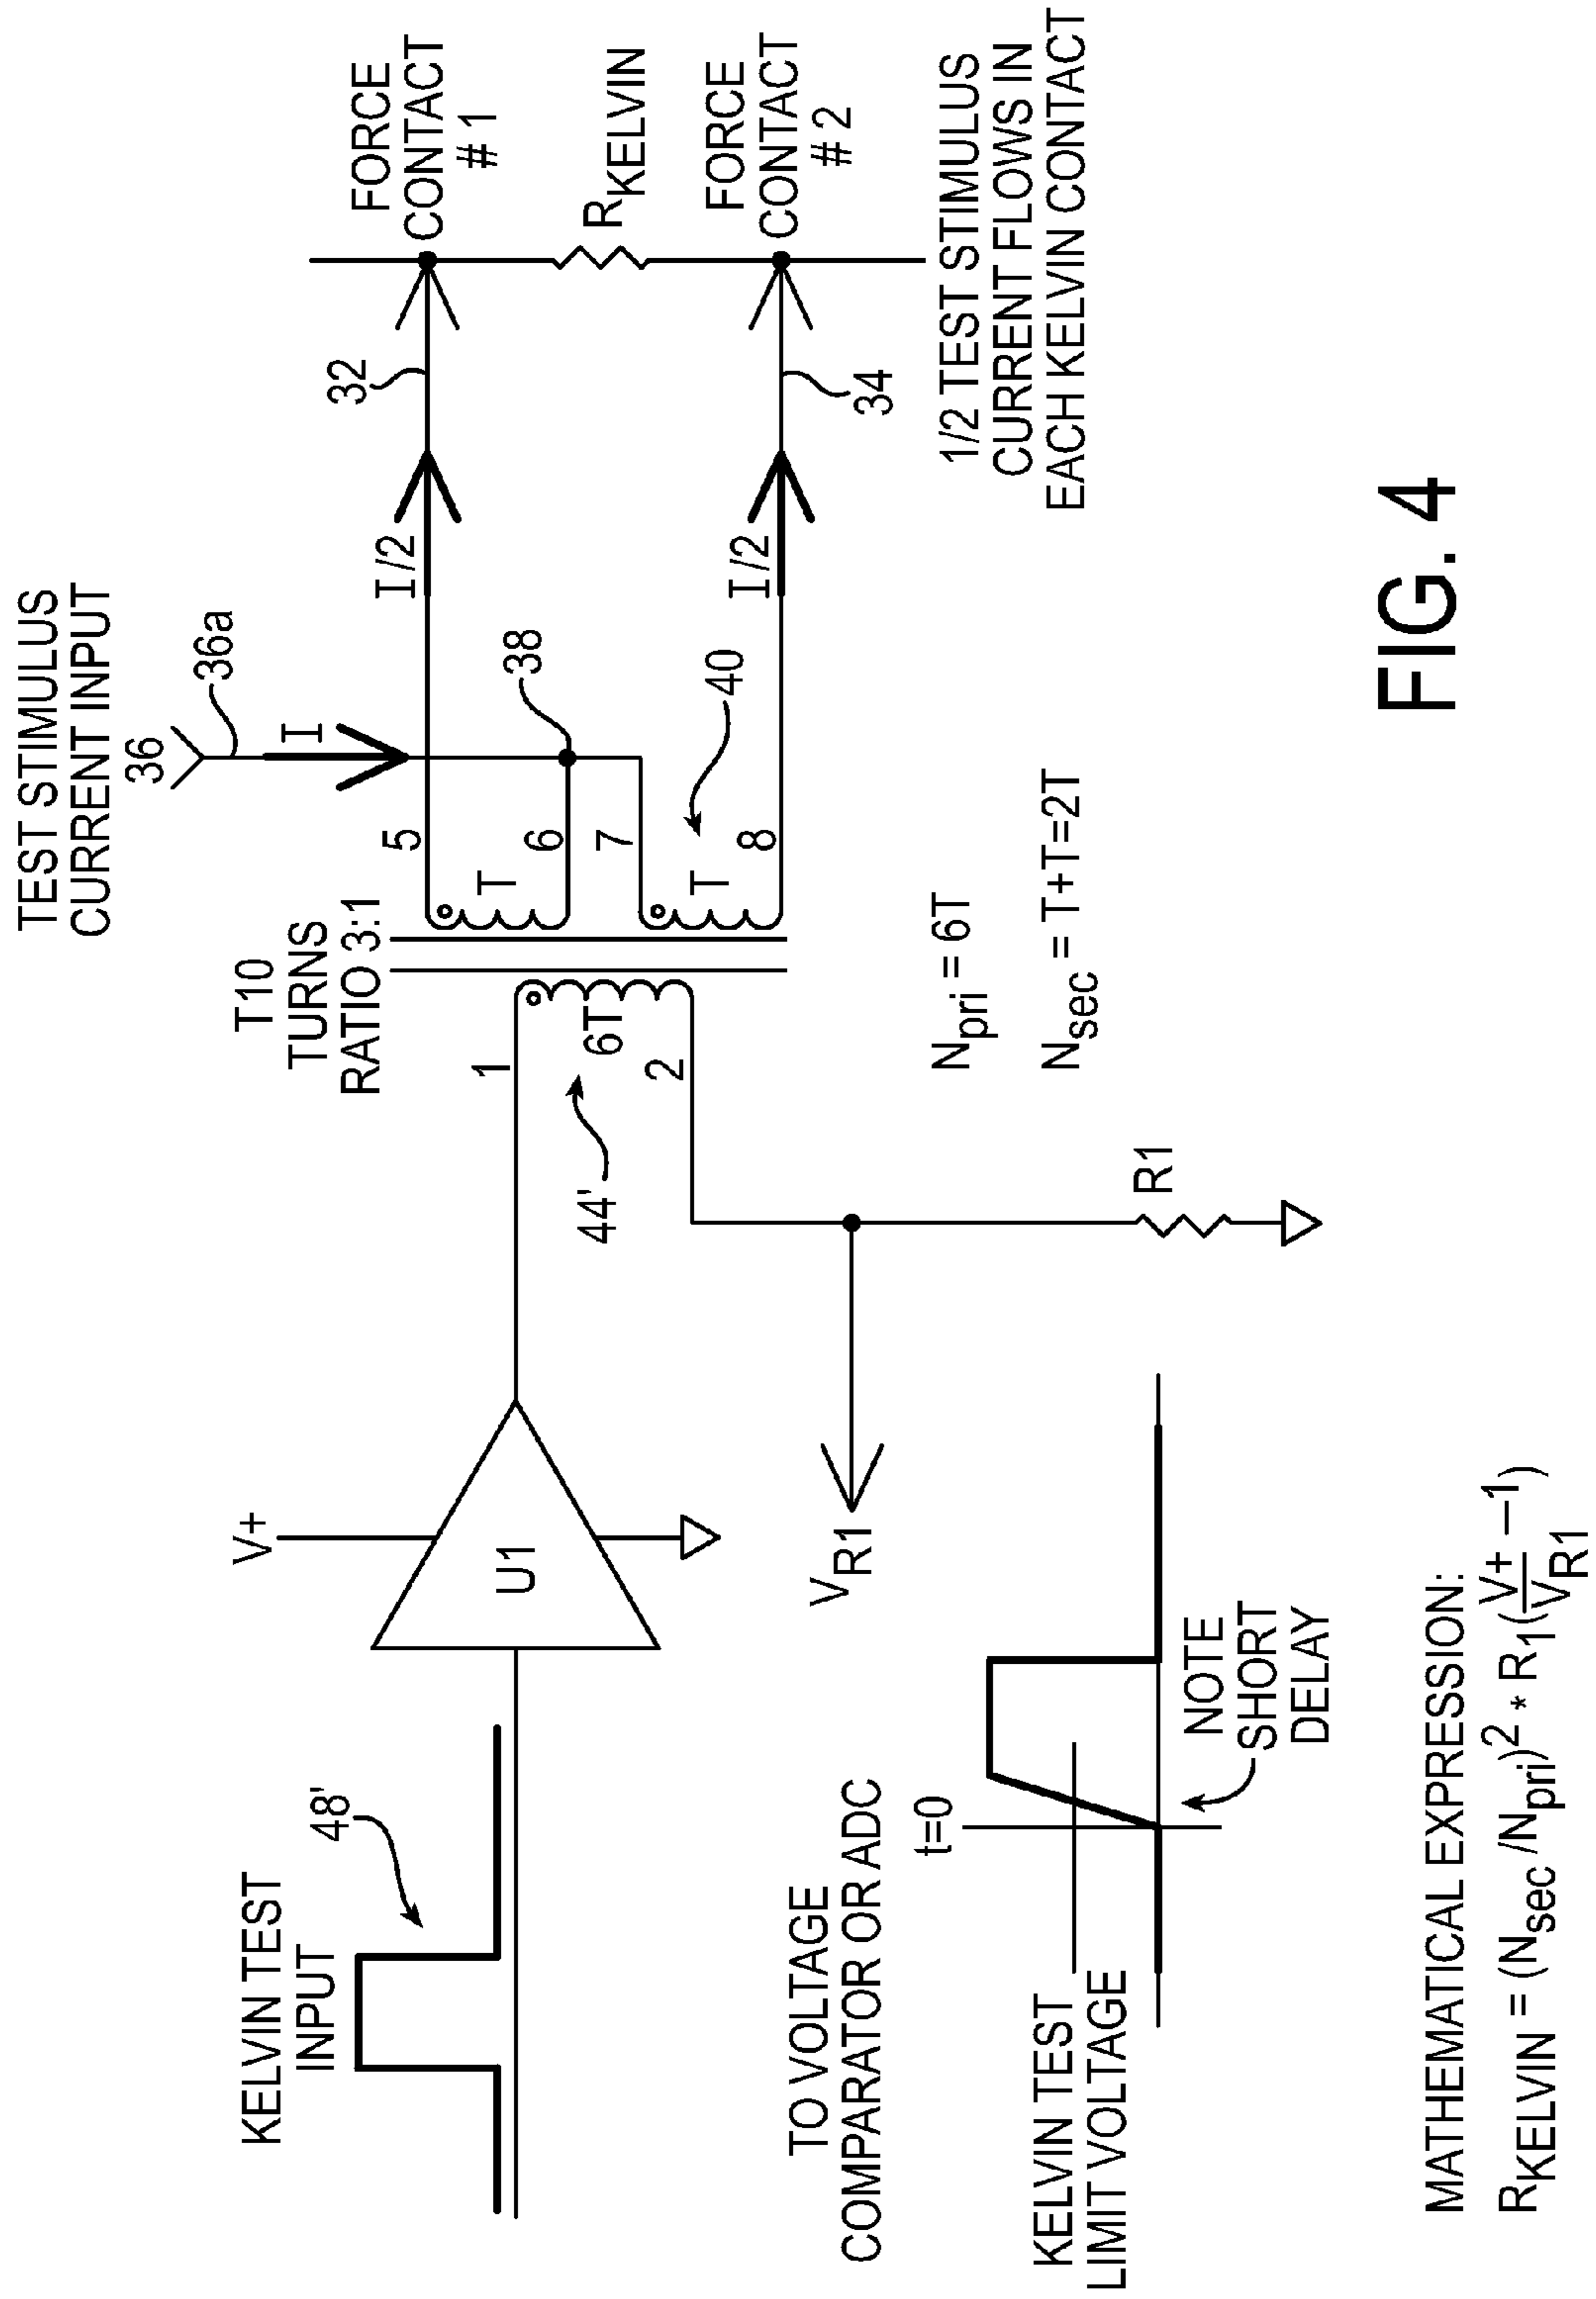 TEST STIMULUS
CURRENT INPUT
36
36a
I
T10
TURNS
RATIO 3:1
5
6
7
8
T
T
38
40
I/2
I/2
32
34
FORCE
CONTACT
# 1
RKELVIN
FORCE
CONTACT
# 2
1/2 TEST STIMULUS
CURRENT FLOWS IN
EACH KELVIN CONTACT
1
2
6T
44'
Npri = 6T
Nsec = T+T=2T
R1
V+
U1
VR1
KELVIN TEST
INPUT
48'
TO VOLTAGE
COMPARATOR OR ADC
t=0
KELVIN TEST
LIMIT VOLTAGE
NOTE
SHORT
DELAY
MATHEMATICAL EXPRESSION:
RKELVIN = (Nsec /Npri)2 * R1(V+/VR1 –1)
FIG. 4